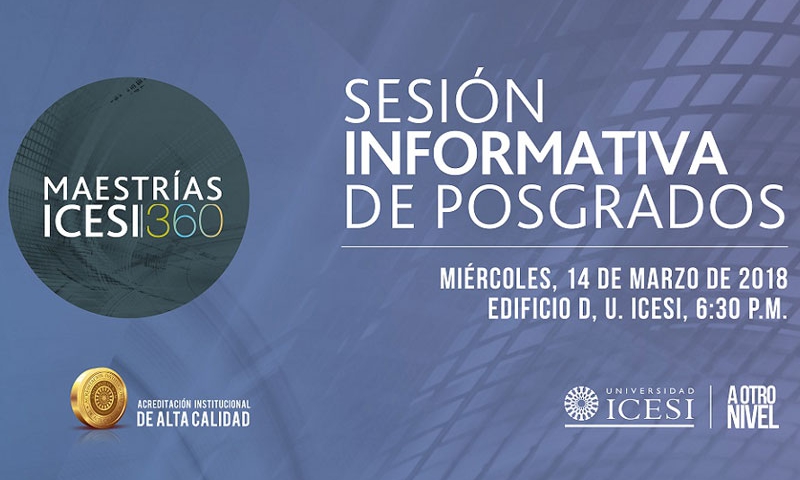 MAESTRÍAS
ICESI|360
SESIÓN
INFORMATIVA
DE POSGRADOS
MIÉRCOLES, 14 DE MARZO DE 2018
EDIFICIO D, U. ICESI, 6:30 P.M.
ACREDITACIÓN INSTITUCIONAL
DE ALTA CALIDAD
UNIVERSIDAD
ICESI
A OTRO
NIVEL